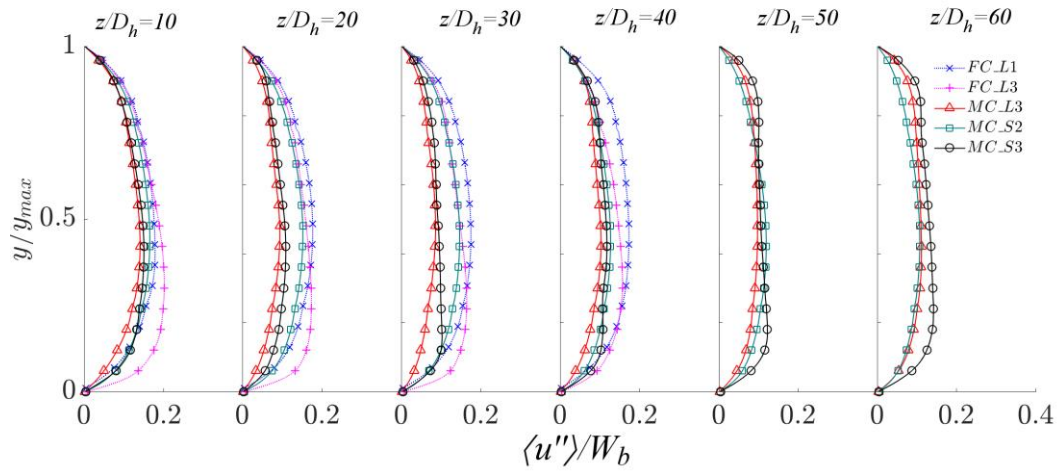 z/D_h=10 z/D_h=20 z/D_h=30 z/D_h=40 z/D_h=50 z/D_h=60
1
FC_L1
FC_L3
MC_L3
MC_S2
MC_S3
y/y_max
0.5
0
0 0.2 0 0.2 0 0.2 0 0.2 0 0.2 0 0.2 0.4
⟨u''⟩/W_b